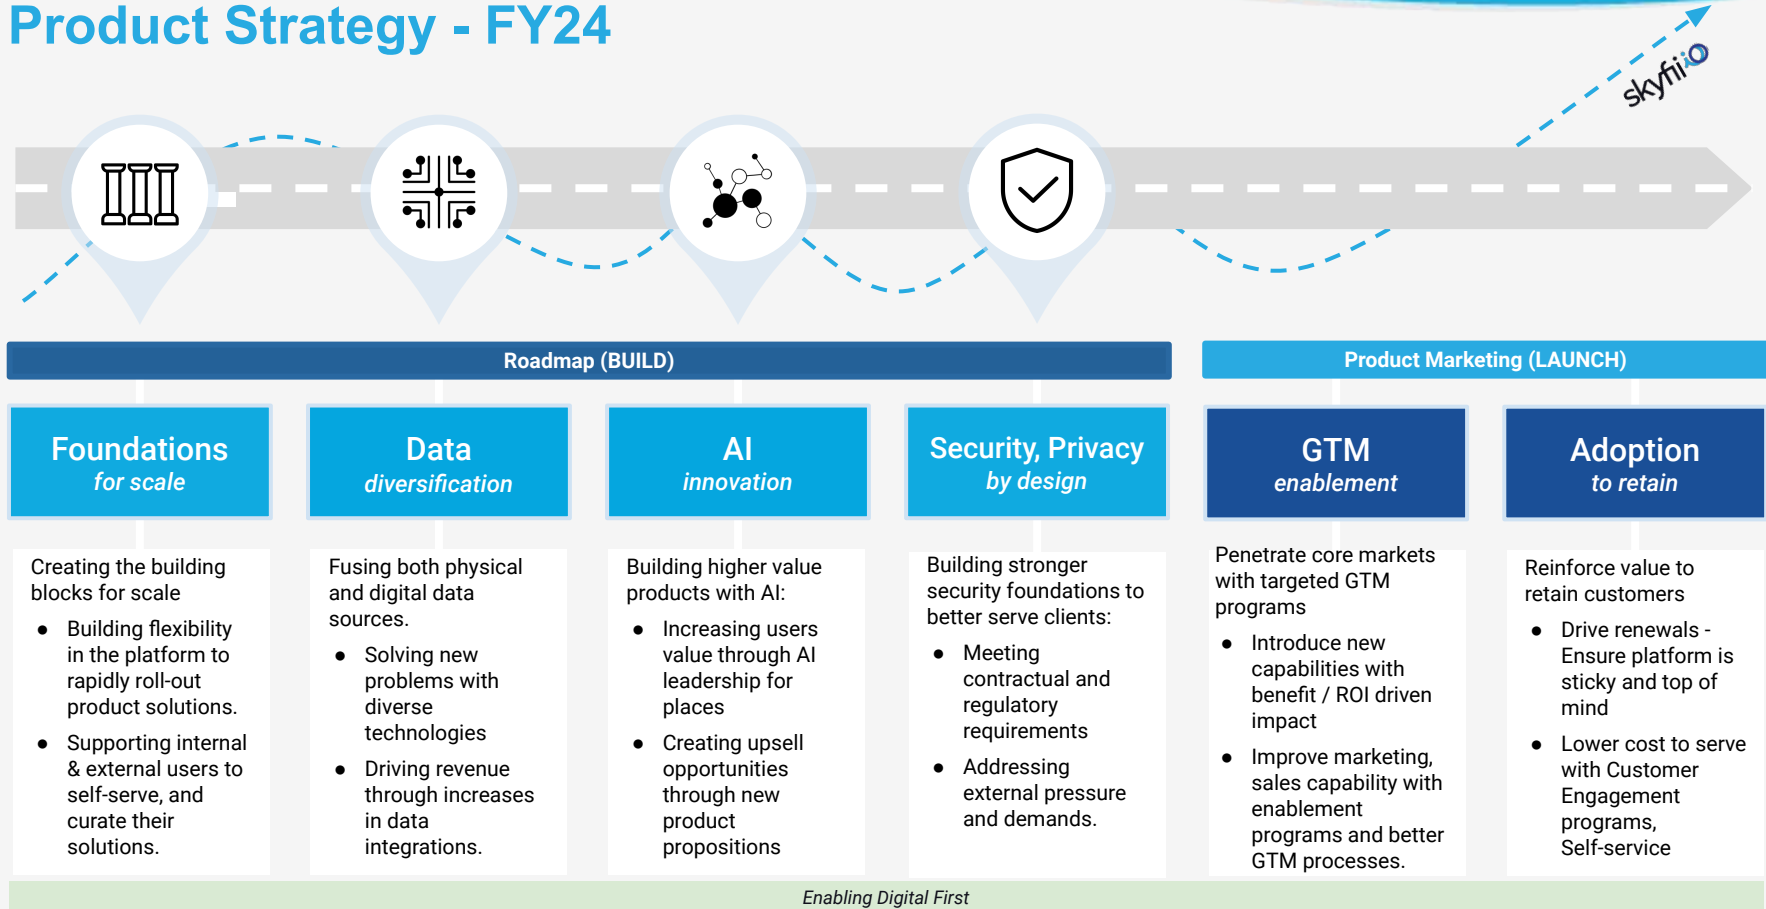 Product Strategy - FY24
skyfii
Roadmap (BUILD)
Product Marketing (LAUNCH)
Foundations
for scale
Data
diversification
AI
innovation
Security, Privacy
by design
GTM
enablement
Adoption
to retain
Creating the building
blocks for scale
● Building flexibility
in the platform to
rapidly roll-out
product solutions.
● Supporting internal
& external users to
self-serve, and
curate their
solutions.
Fusing both physical
and digital data
sources.
● Solving new
problems with
diverse
technologies
● Driving revenue
through increases
in data
integrations.
Building higher value
products with AI:
● Increasing users
value through AI
leadership for
places
● Creating upsell
opportunities
through new
product
propositions
Building stronger
security foundations to
better serve clients:
● Meeting
contractual and
regulatory
requirements
● Addressing
external pressure
and demands.
Penetrate core markets
with targeted GTM
programs
● Introduce new
capabilities with
benefit / ROI driven
impact
● Improve marketing,
sales capability with
enablement
programs and better
GTM processes.
Reinforce value to
retain customers
● Drive renewals -
Ensure platform is
sticky and top of
mind
● Lower cost to serve
with Customer
Engagement
programs,
Self-service
Enabling Digital First